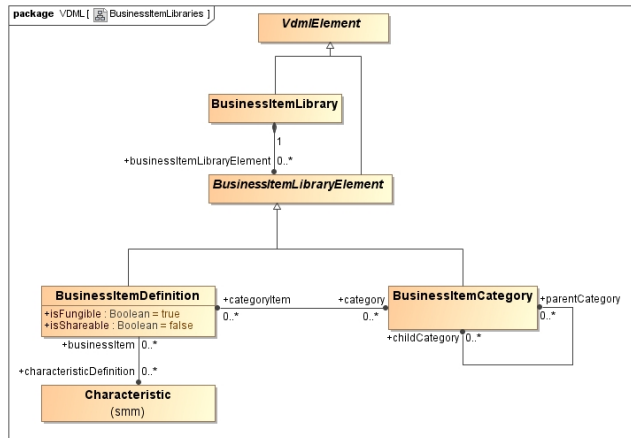 package VDML [ BusinessItemLibraries ]
VdmlElement
BusinessItemLibrary
1
+businessItemLibraryElement 0..*
BusinessItemLibraryElement
BusinessItemDefinition
+isFungible : Boolean = true
+isShareable : Boolean = false
+categoryItem
0..*
+category
0..*
BusinessItemCategory
+parentCategory
0..*
+childCategory 0..*
+businessItem 0..*
+characteristicDefinition 0..*
Characteristic
(smm)